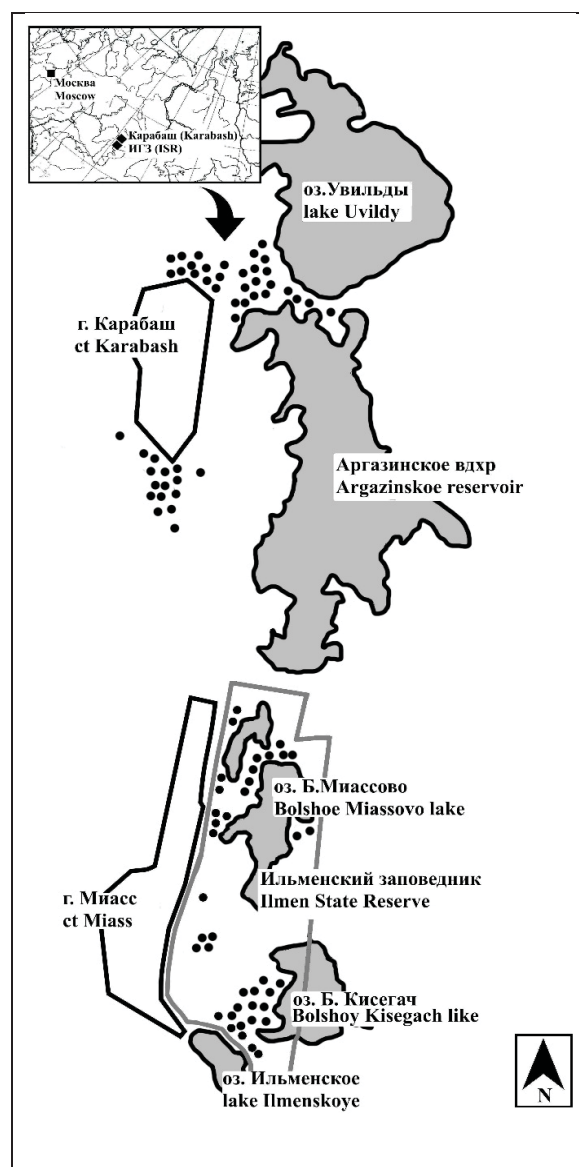 Москва
Moscow
Карабаш (Karabash)
ИГЗ (ISR)
оз.Увильды
lake Uvildy
г. Карабаш
ct Karabash
Аргазинское вдхр
Argazinskoe reservoir
оз. Б.Миассово
Bolshoe Miassovo lake
Ильменский заповедник
Ilmen State Reserve
г. Миасс
ct Miass
оз. Б. Кисегач
Bolshoy Kisegach like
оз. Ильменское
lake Ilmenskoye
N